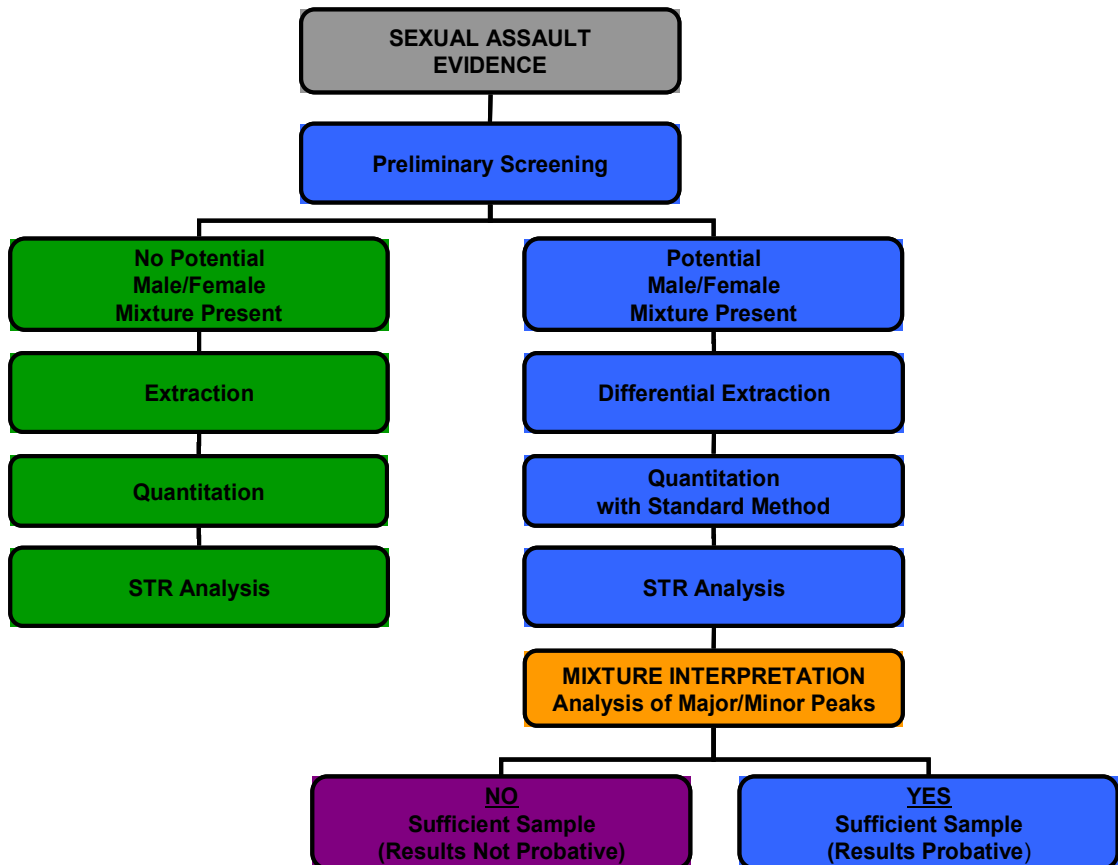 SEXUAL ASSAULT
EVIDENCE
Preliminary Screening
No Potential
Male/Female
Mixture Present
Potential
Male/Female
Mixture Present
Extraction
Differential Extraction
Quantitation
Quantitation
with Standard Method
STR Analysis
STR Analysis
MIXTURE INTERPRETATION
Analysis of Major/Minor Peaks
NO
Sufficient Sample
(Results Not Probative)
YES
Sufficient Sample
(Results Probative)